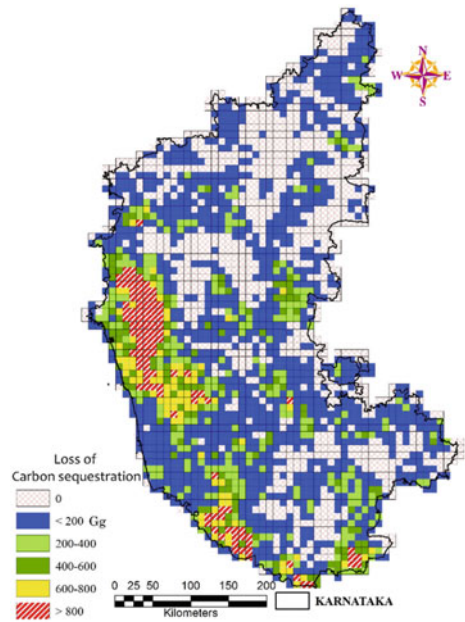 N
W E
S
Loss of
Carbon sequestration
0
< 200 Gg
200-400
400-600
600-800
> 800
0 25 50 100 150 200
Kilometers
KARNATAKA